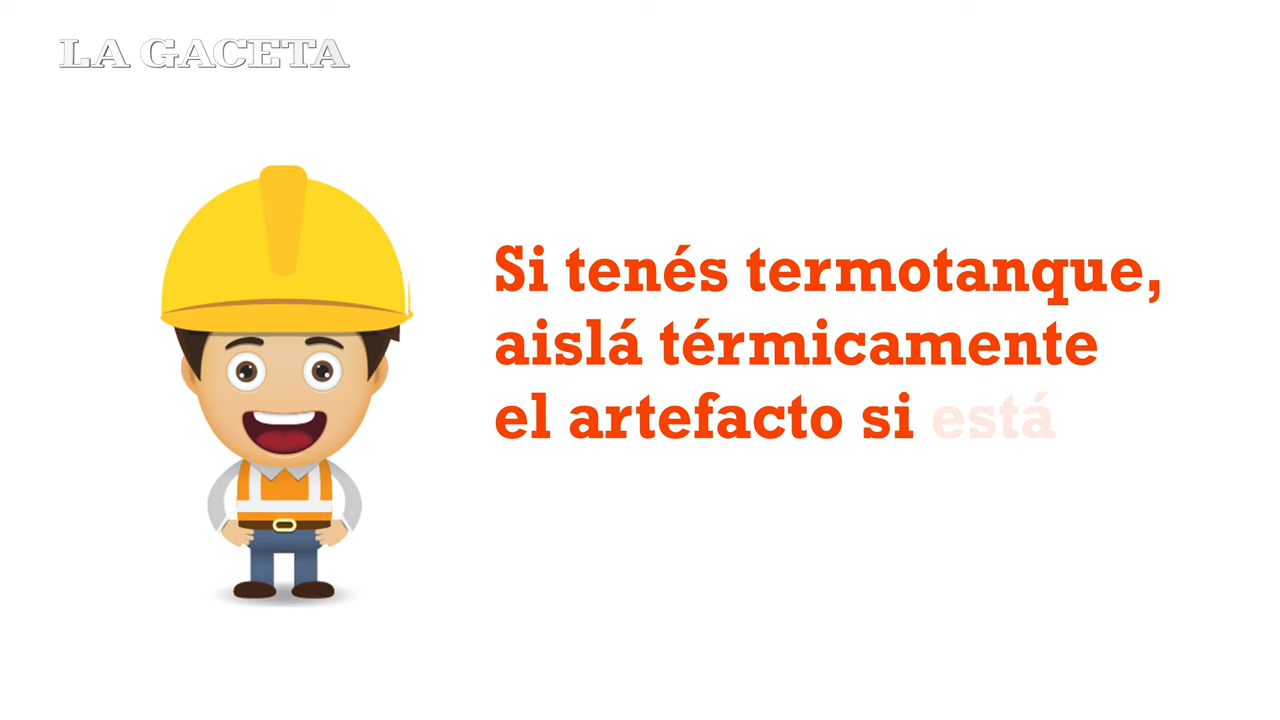 LA GACETA
Si tenés termotanque,
aislá térmicamente
el artefacto si está